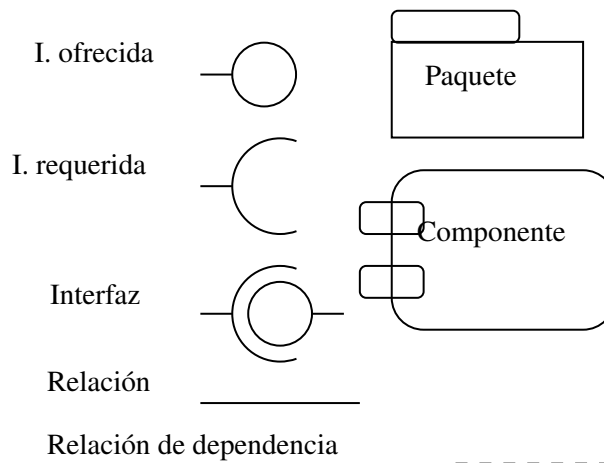 I. ofrecida
Paquete
I. requerida
Componente
Interfaz
Relación
Relación de dependencia